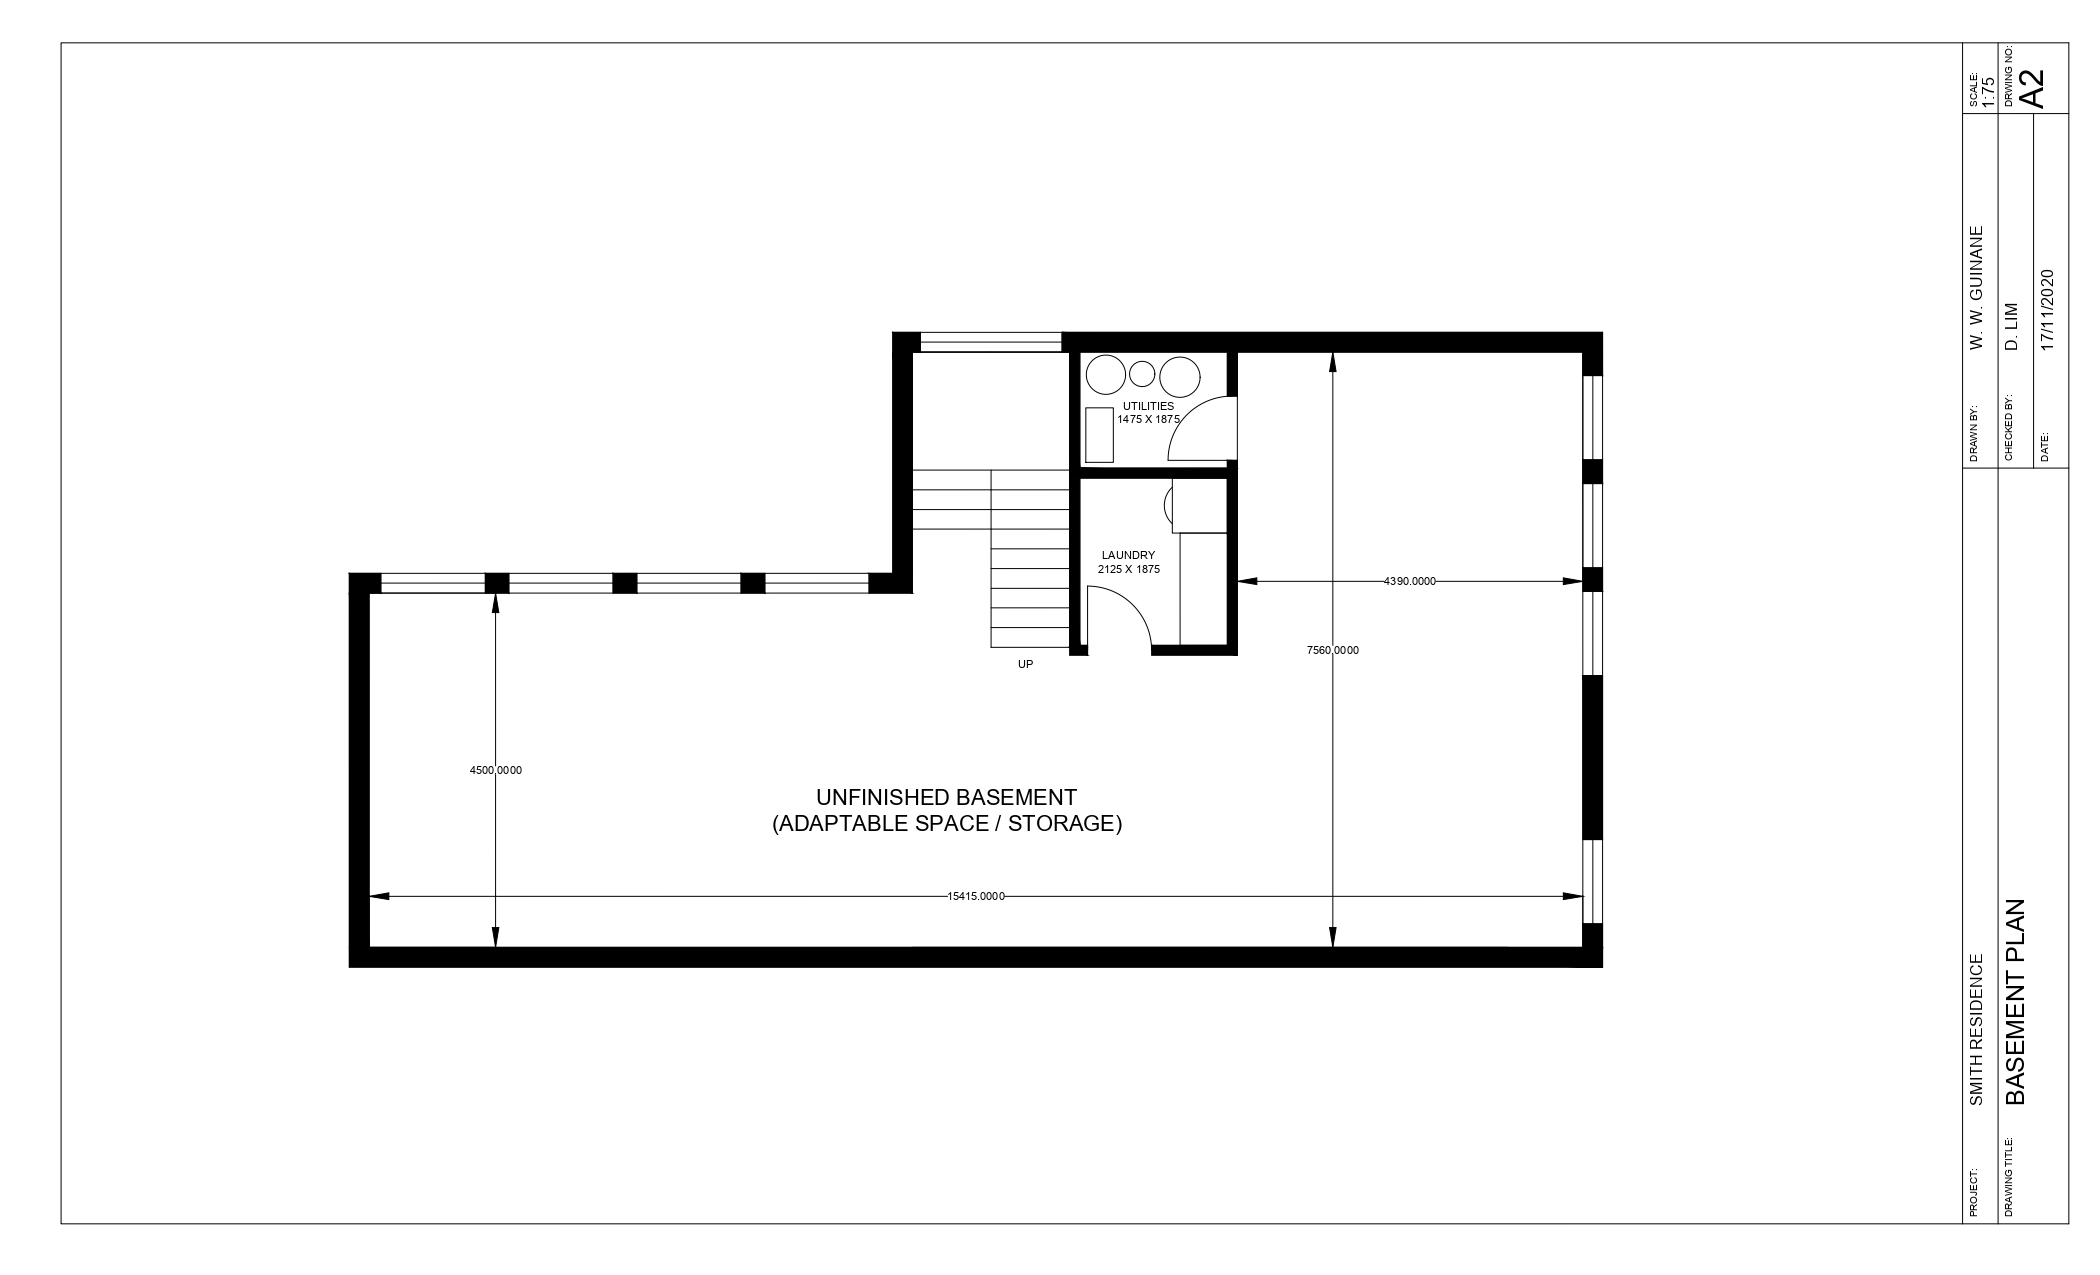 UTILITIES
1475 X 1875
LAUNDRY
2125 X 1875
4390.0000
7560.0000
UP
4500.0000
UNFINISHED BASEMENT
(ADAPTABLE SPACE / STORAGE)
15415.0000
PROJECT:
SMITH RESIDENCE
DRAWING TITLE:
BASEMENT PLAN
DRAWN BY:
W. W. GUINANE
CHECKED BY:
D. LIM
DATE:
17/11/2020
SCALE:
1:75
DRWING NO:
A2